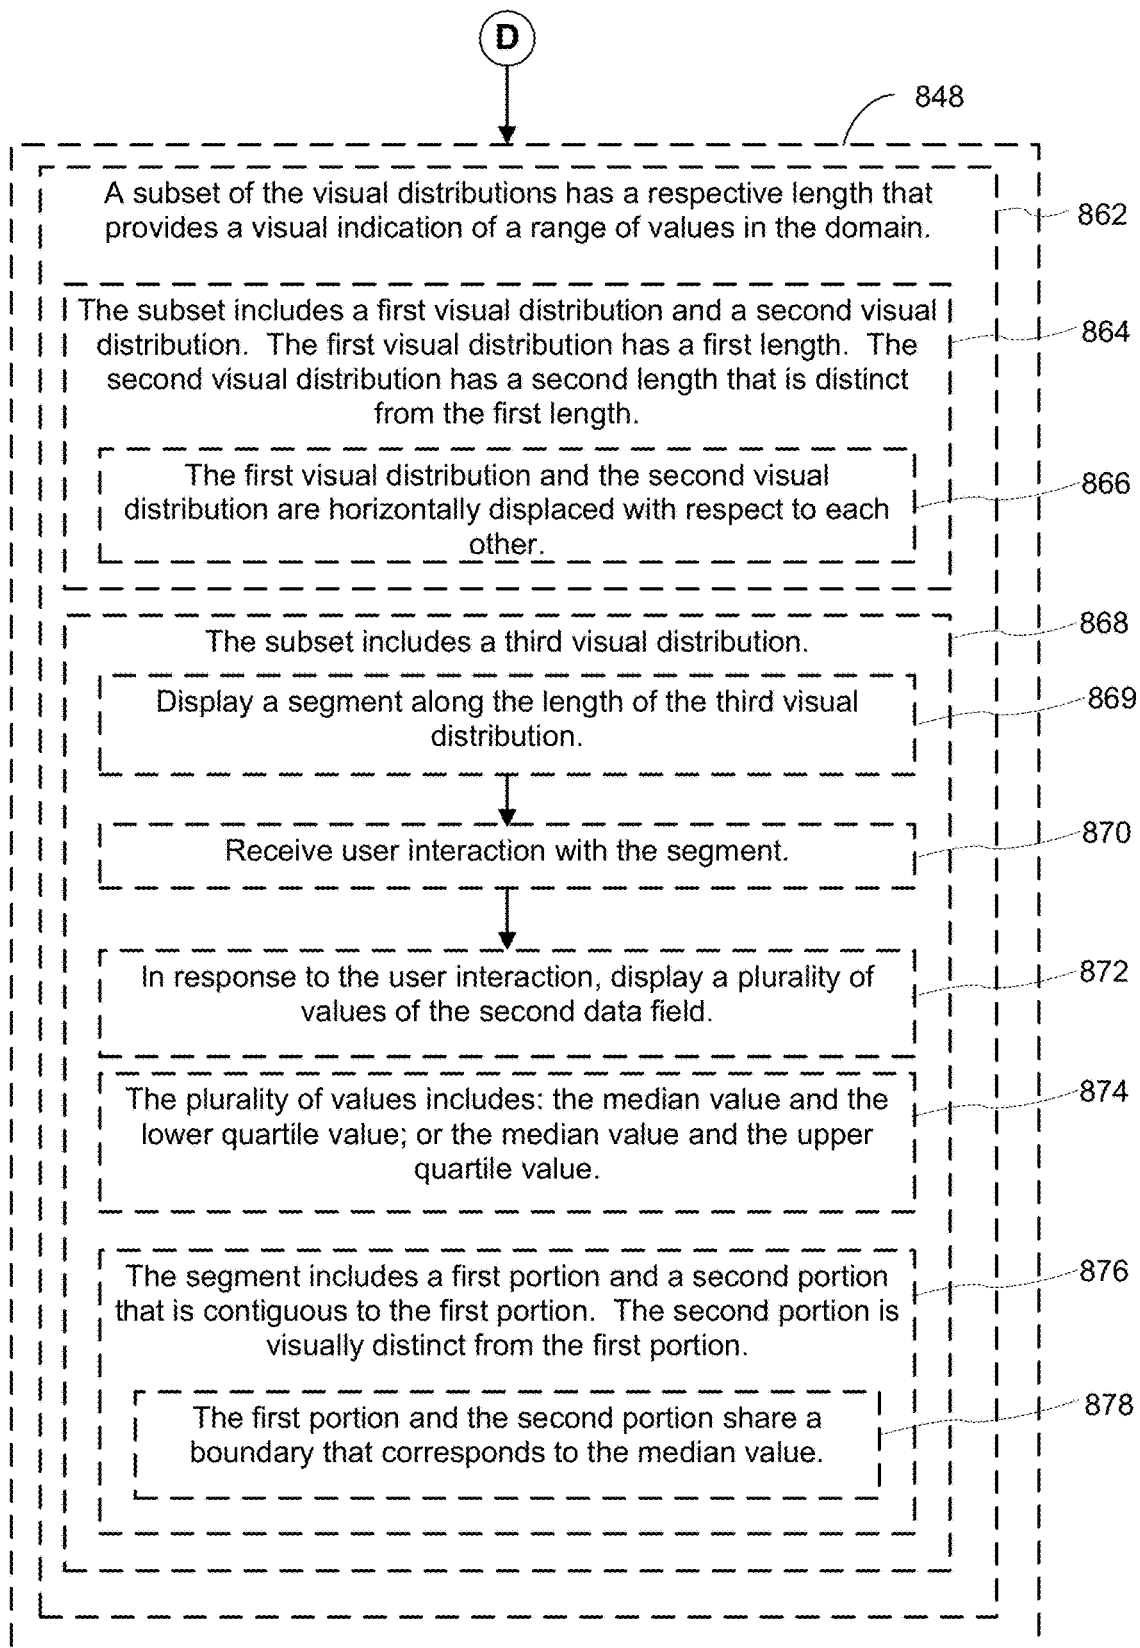 D
848
A subset of the visual distributions has a respective length that
provides a visual indication of a range of values in the domain.
862
The subset includes a first visual distribution and a second visual
distribution. The first visual distribution has a first length. The
second visual distribution has a second length that is distinct
from the first length.
864
The first visual distribution and the second visual
distribution are horizontally displaced with respect to each
other.
866
The subset includes a third visual distribution.
868
Display a segment along the length of the third visual
distribution.
869
Receive user interaction with the segment.
870
In response to the user interaction, display a plurality of
values of the second data field.
872
The plurality of values includes: the median value and the
lower quartile value; or the median value and the upper
quartile value.
874
The segment includes a first portion and a second portion
that is contiguous to the first portion. The second portion is
visually distinct from the first portion.
876
The first portion and the second portion share a
boundary that corresponds to the median value.
878